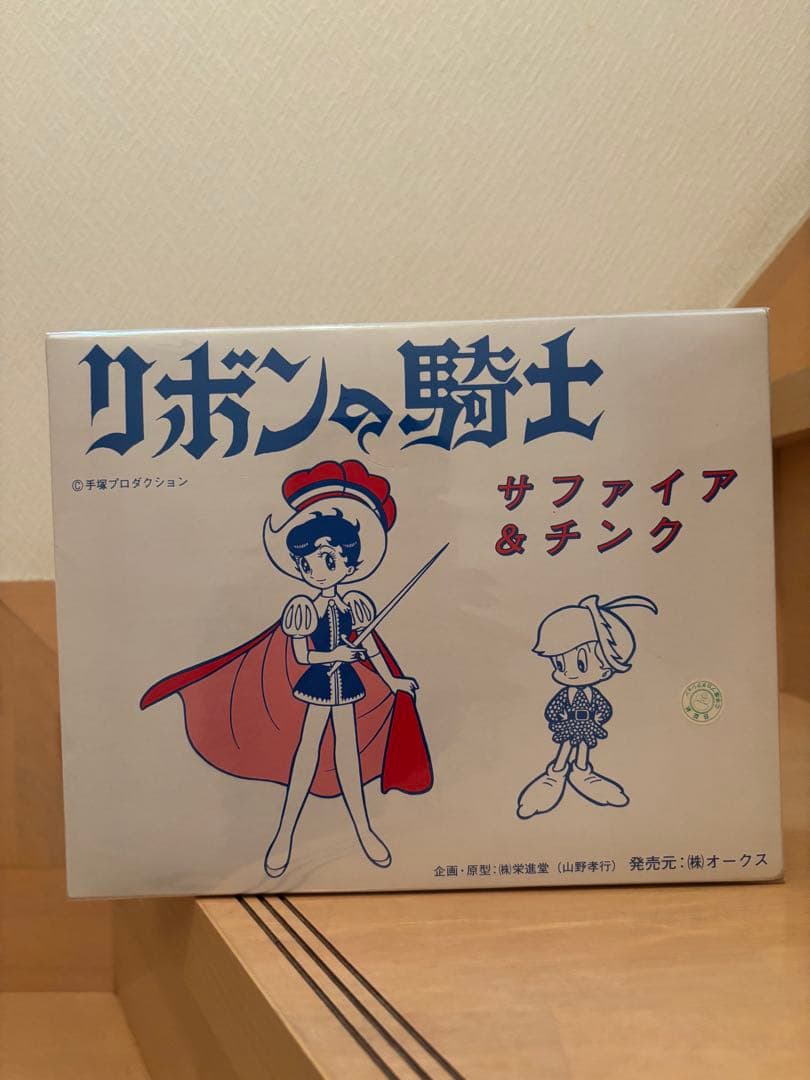 リボンの騎士
©手塚プロダクション
サファイア
&チンク
企画・原型:㈱栄進堂(山野孝行) 発売元:㈱オークス